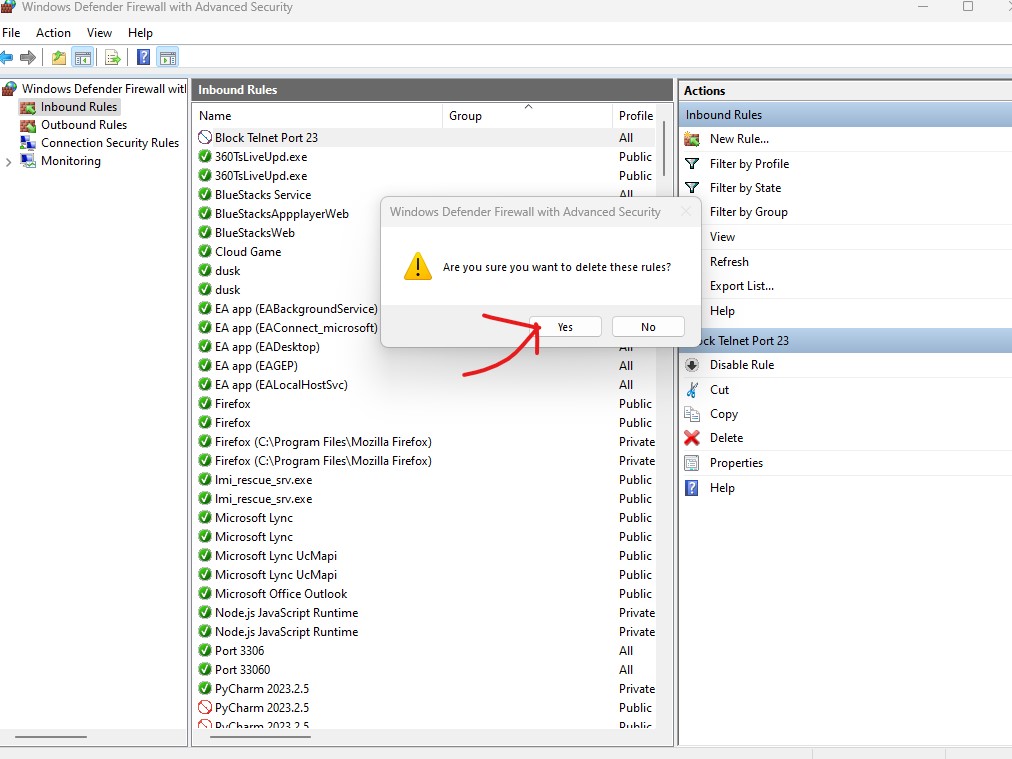 Windows Defender Firewall with Advanced Security
File Action View Help
Windows Defender Firewall with
Inbound Rules
Outbound Rules
Connection Security Rules
Monitoring
Inbound Rules
Name Group Profile
Block Telnet Port 23 All
360TsLiveUpd.exe Public
360TsLiveUpd.exe Public
BlueStacks Service All
BlueStacksAppplayerWeb
BlueStacksWeb
Cloud Game
dusk
dusk
EA app (EABackgroundService)
EA app (EAConnect_microsoft)
EA app (EADesktop) All
EA app (EAGEP) All
EA app (EALocalHostSvc) All
Firefox Public
Firefox Public
Firefox (C:\Program Files\Mozilla Firefox) Private
Firefox (C:\Program Files\Mozilla Firefox) Private
lmi_rescue_srv.exe Public
lmi_rescue_srv.exe Public
Microsoft Lync Public
Microsoft Lync Public
Microsoft Lync UcMapi Public
Microsoft Lync UcMapi Public
Microsoft Office Outlook Public
Node.js JavaScript Runtime Private
Node.js JavaScript Runtime Private
Port 3306 All
Port 33060 All
PyCharm 2023.2.5 Private
PyCharm 2023.2.5 Public
PyCharm 2023.2.5 Public
Windows Defender Firewall with Advanced Security
Are you sure you want to delete these rules?
Yes No
Actions
Inbound Rules
New Rule...
Filter by Profile
Filter by State
Filter by Group
View
Refresh
Export List...
Help
ck Telnet Port 23
Disable Rule
Cut
Copy
Delete
Properties
Help